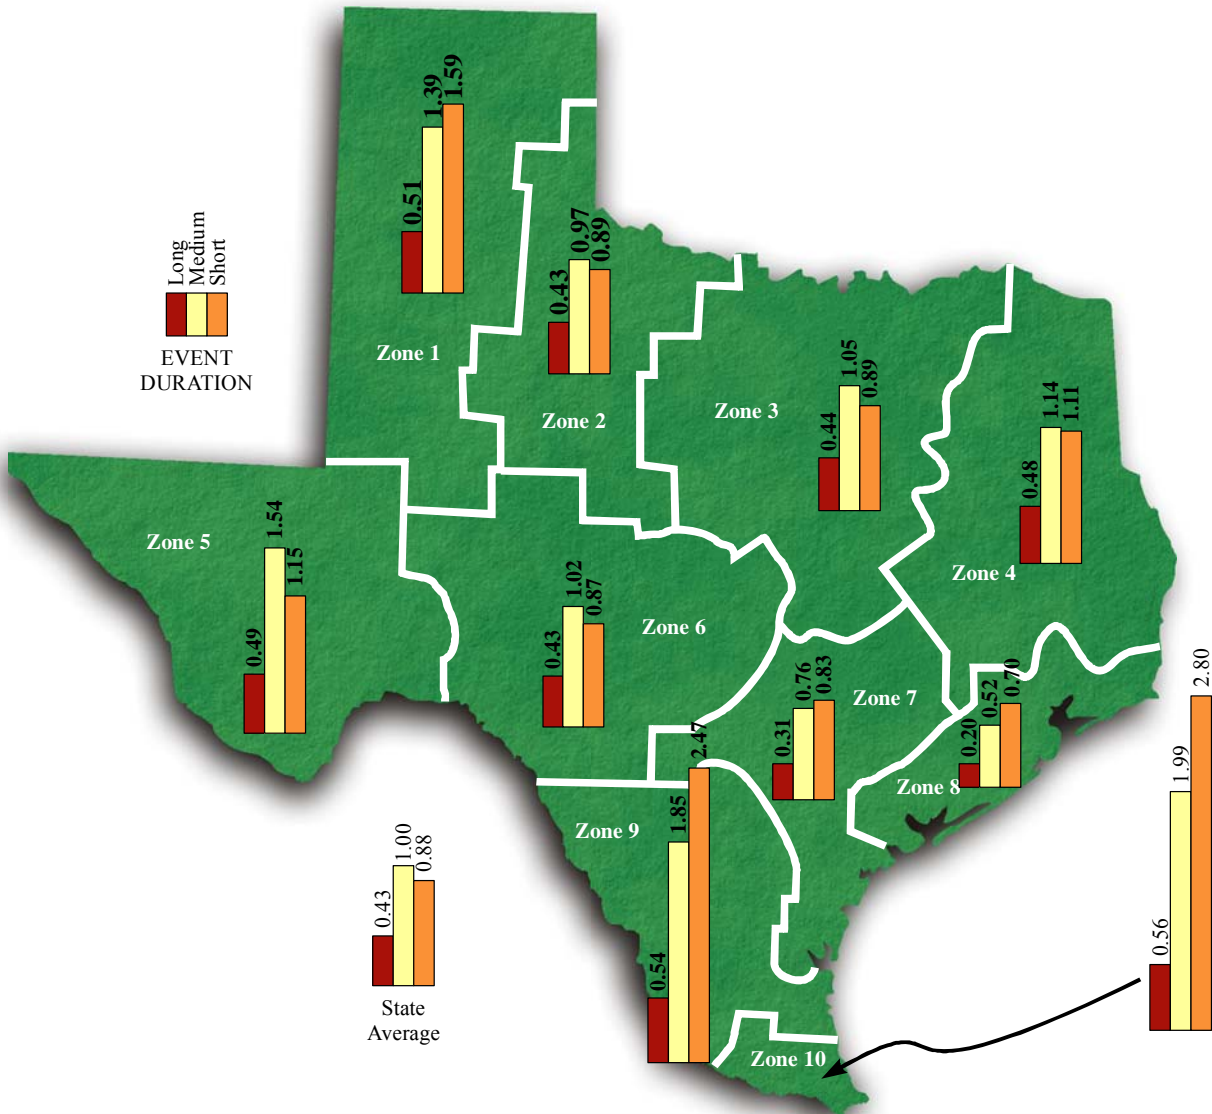 Long
Medium
Short
EVENT
DURATION
0.51
1.39
1.59
Zone 1
0.43
0.97
0.89
Zone 2
0.44
1.05
0.89
Zone 3
0.48
1.14
1.11
Zone 4
0.49
1.54
1.15
Zone 5
0.43
1.02
0.87
Zone 6
0.31
0.76
0.83
Zone 7
0.20
0.52
0.70
Zone 8
0.54
1.85
2.47
Zone 9
0.56
1.99
2.80
Zone 10
0.43
1.00
0.88
State
Average